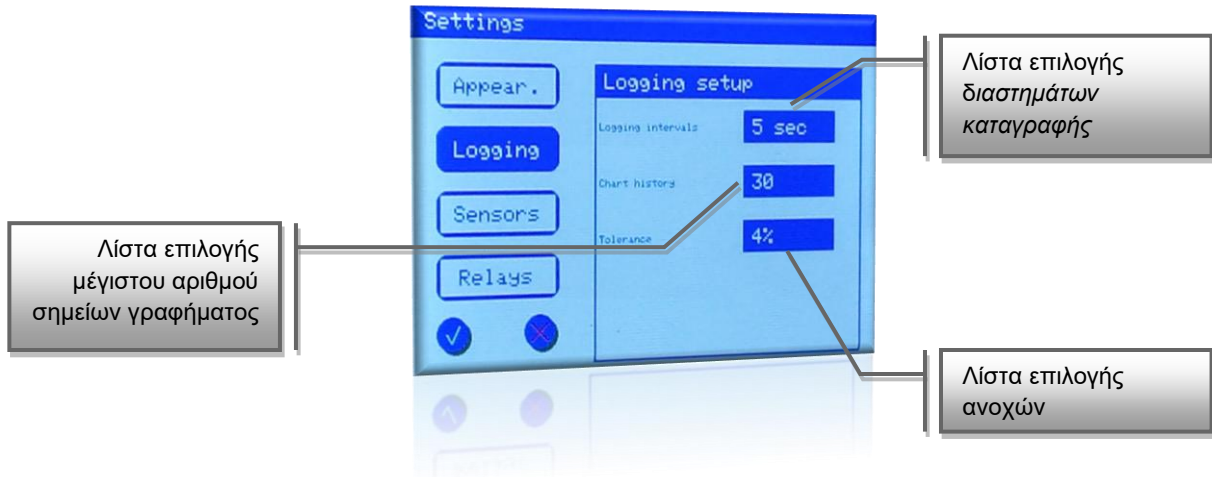 Settings
Appear.
Logging
Sensors
Relays
Logging setup
Logging intervals
5 sec
Chart history
30
Tolerance
4%
Λίστα επιλογής
διαστημάτων
καταγραφής
Λίστα επιλογής
μέγιστου αριθμού
σημείων γραφήματος
Λίστα επιλογής
ανοχών